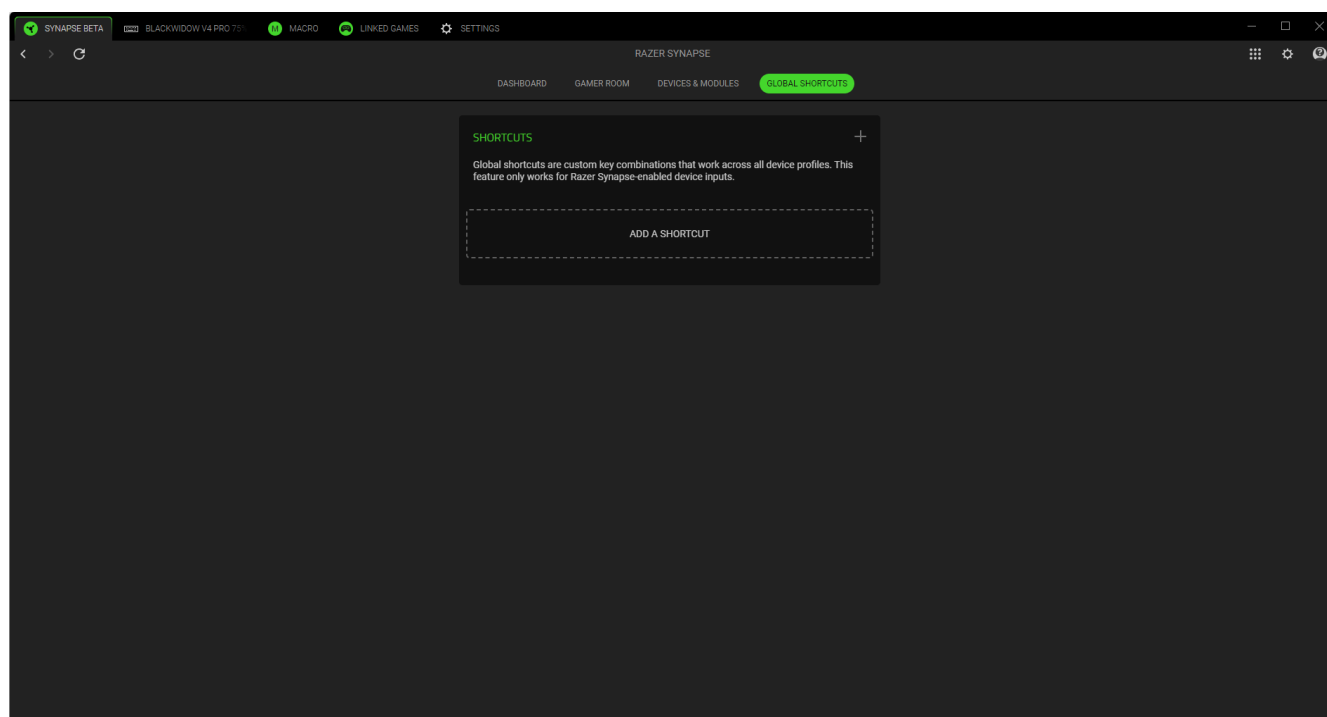 SYNAPSE BETA
BLACKWIDOW V4 PRO 75%
M MACRO
LINKED GAMES
SETTINGS
RAZER SYNAPSE
DASHBOARD
GAMER ROOM
DEVICES & MODULES
GLOBAL SHORTCUTS
SHORTCUTS
Global shortcuts are custom key combinations that work across all device profiles. This
feature only works for Razer Synapse-enabled device inputs.
ADD A SHORTCUT